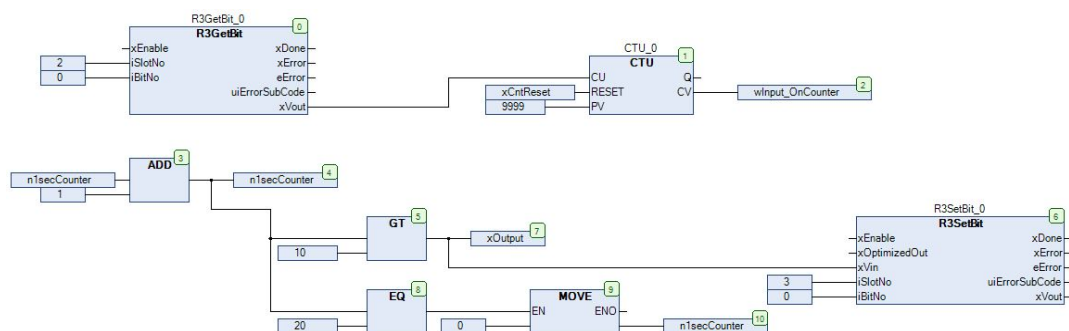 R3GetBit_0
0
R3GetBit
xEnable xDone
2 iSlotNo xError
0 iBitNo eError
uiErrorSubCode
xVout
CTU_0
1
CTU
CU Q
xCntReset RESET CV wInput_OnCounter 2
9999 PV
ADD 3
n1secCounter n1secCounter 4
1
GT 5
10
xOutput 7
R3SetBit_0
6
R3SetBit
xEnable xDone
xOptimizedOut xError
xVin eError
3 iSlotNo uiErrorSubCode
0 iBitNo xVout
EQ 8
20
MOVE 9
EN ENO
0 n1secCounter 10